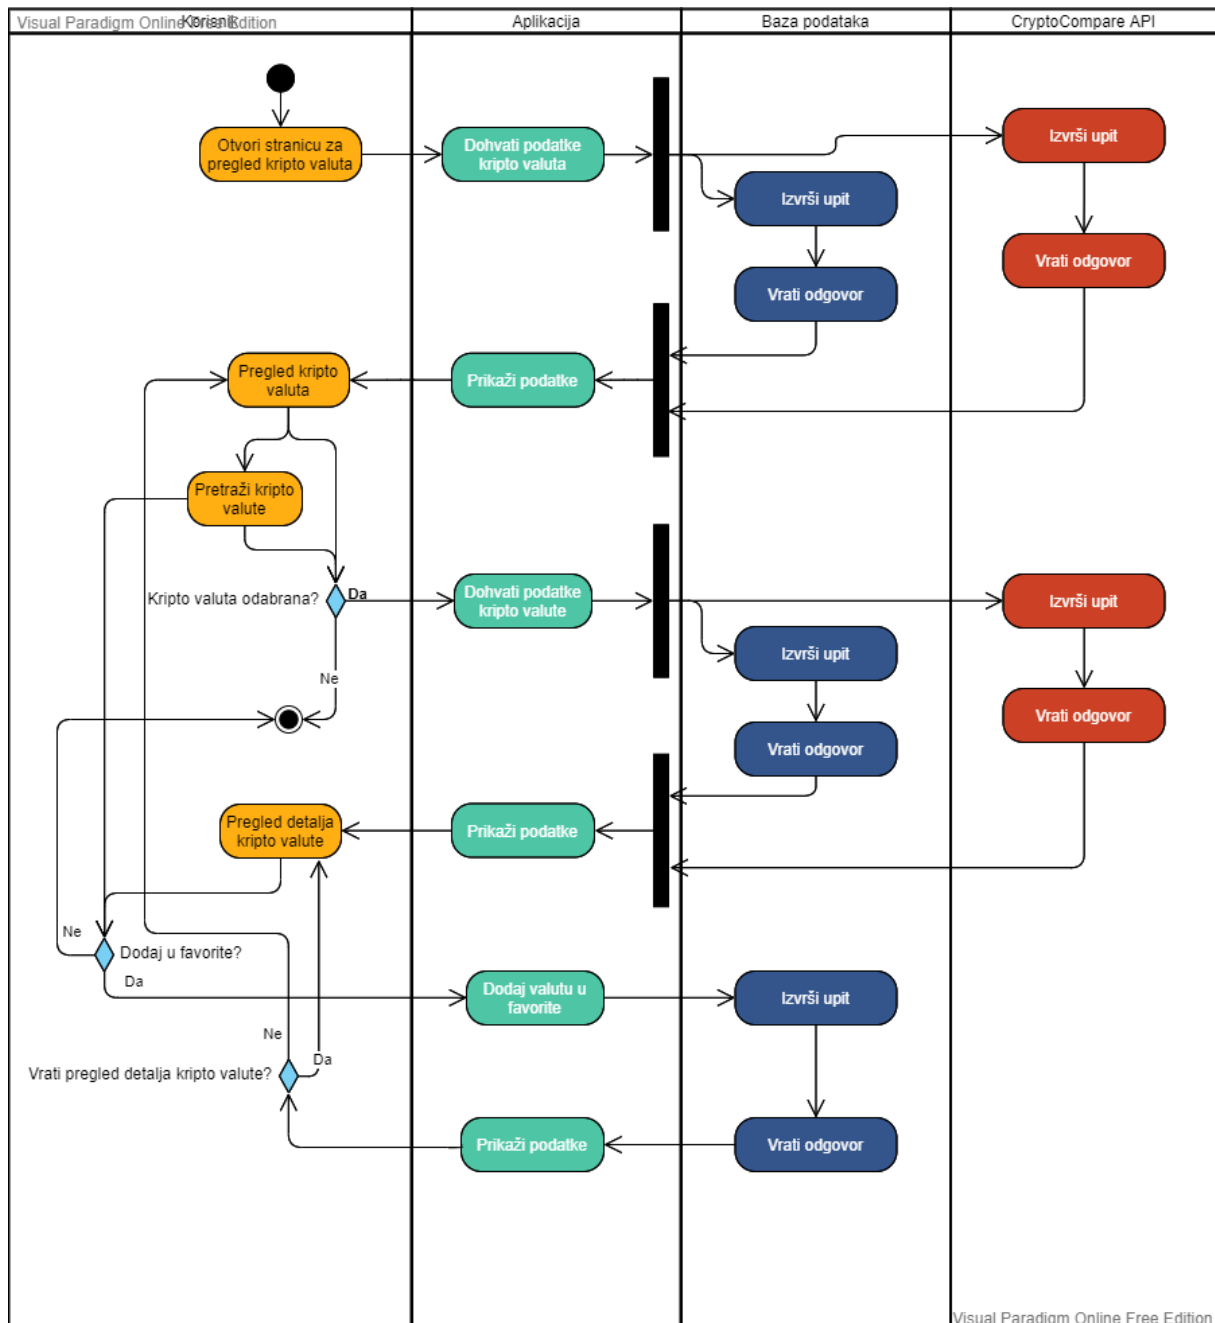 Visual Paradigm Online Free Edition
Korisnik
Aplikacija
Baza podataka
CryptoCompare API
Otvori stranicu za
pregled kripto valuta
Dohvati podatke
kripto valuta
Izvrši upit
Izvrši upit
Vrati odgovor
Vrati odgovor
Pregled kripto
valuta
Prikaži podatke
Pretraži kripto
valute
Kripto valuta odabrana?
Da
Dohvati podatke
kripto valute
Izvrši upit
Izvrši upit
Ne
Vrati odgovor
Vrati odgovor
Pregled detalja
kripto valute
Prikaži podatke
Ne
Dodaj u favorite?
Da
Dodaj valutu u
favorite
Izvrši upit
Ne
Da
Vrati pregled detalja kripto valute?
Prikaži podatke
Vrati odgovor
Visual Paradigm Online Free Edition